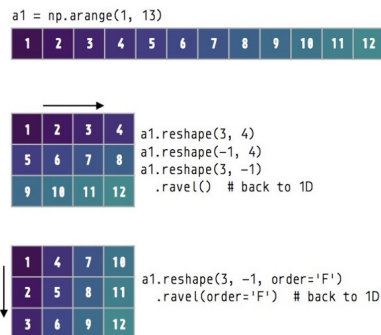 a1 = np.arange(1, 13)
1 2 3 4 5 6 7 8 9 10 11 12
1 2 3 4
5 6 7 8
9 10 11 12
a1.reshape(3, 4)
a1.reshape(-1, 4)
a1.reshape(3, -1)
.ravel() # back to 1D
1 4 7 10
2 5 8 11
3 6 9 12
a1.reshape(3, -1, order='F')
.ravel(order='F') # back to 1D